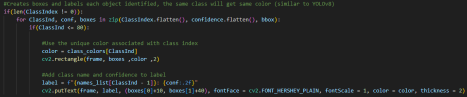 #Creates boxes and labels each object identified, the same class will get same color (similar to YOLOv8)
if(len(ClassIndex != 0)):
for ClassInd, conf, boxes in zip(ClassIndex.flatten(), confidence.flatten(), bbox):
if(ClassInd <= 80):
#Use the unique color associated with class index
color = class_colors[ClassInd]
cv2.rectangle(frame, boxes ,color ,2)
#Add class name and confidence to label
label = f"{names_list[ClassInd - 1]}: {conf:.2f}"
cv2.putText(frame, label, (boxes[0]+10, boxes[1]+40), fontFace = cv2.FONT_HERSHEY_PLAIN, fontScale = 1, color = color, thickness = 2)